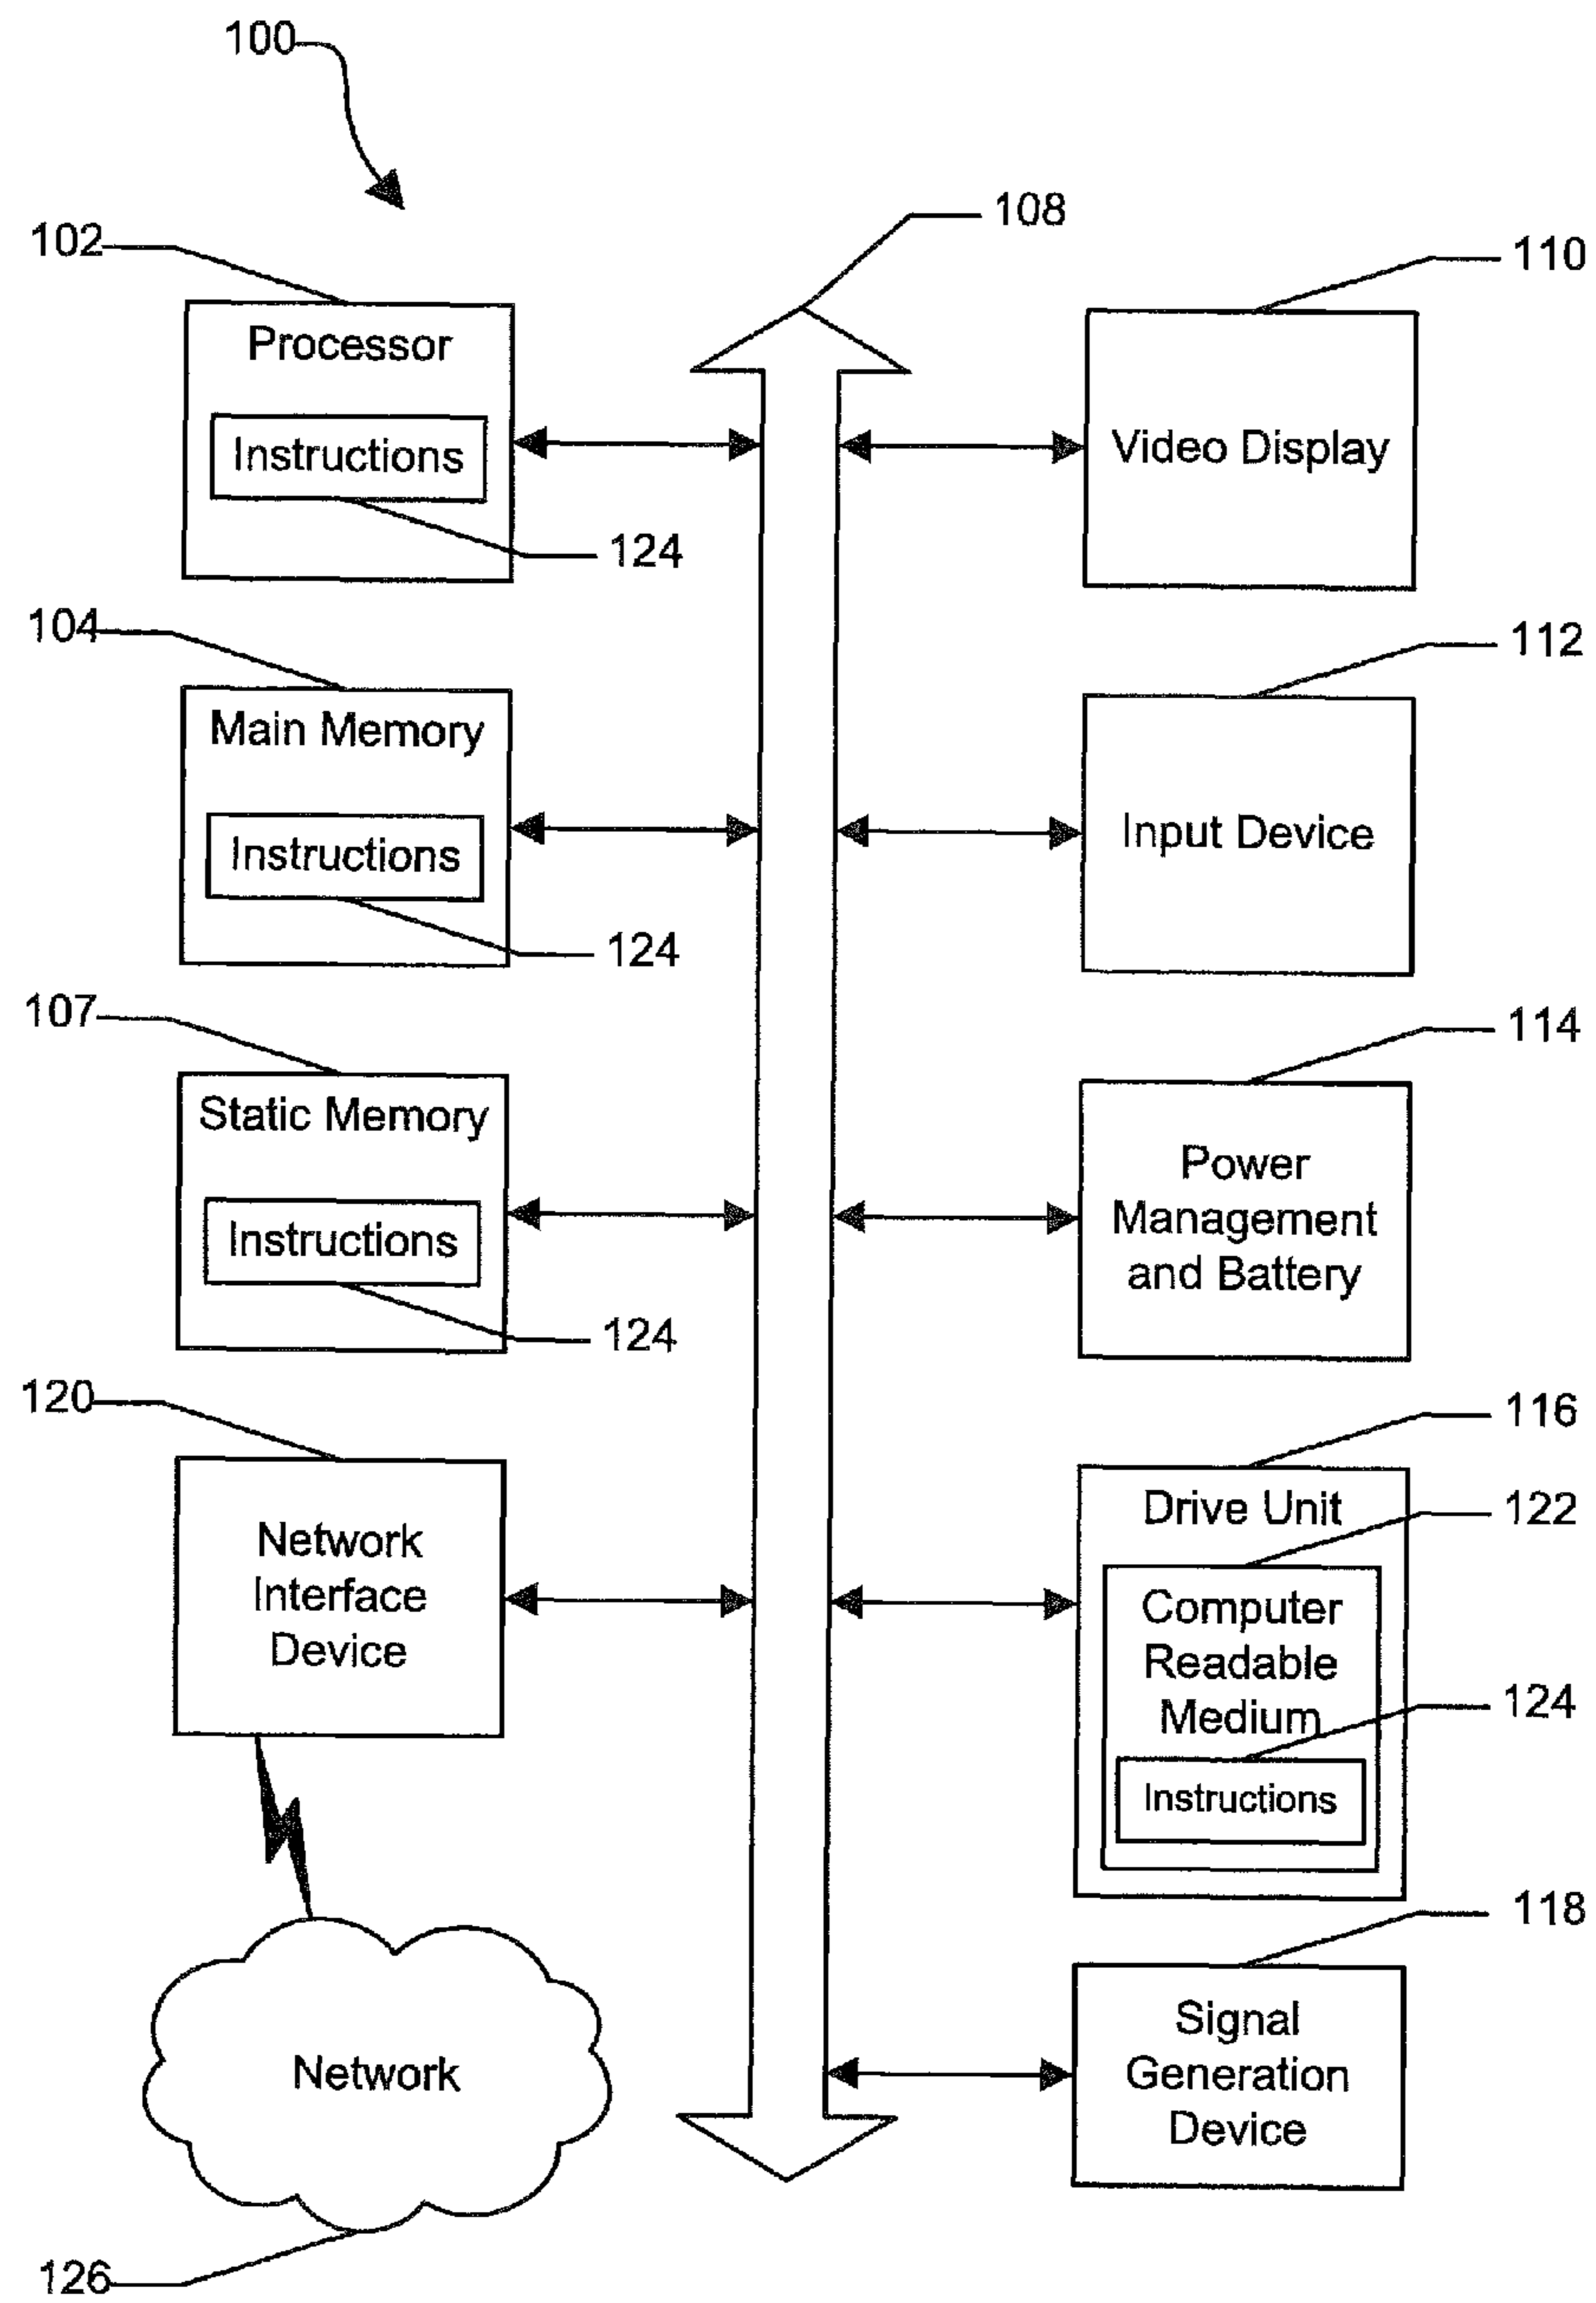 100
108
102
110
Processor
Instructions
Video Display
124
104
112
Main Memory
Instructions
Input Device
124
107
114
Static Memory
Instructions
Power
Management
and Battery
124
120
116
Drive Unit
122
Network
Interface
Device
Computer
Readable
Medium
124
Instructions
118
Network
Signal
Generation
Device
126